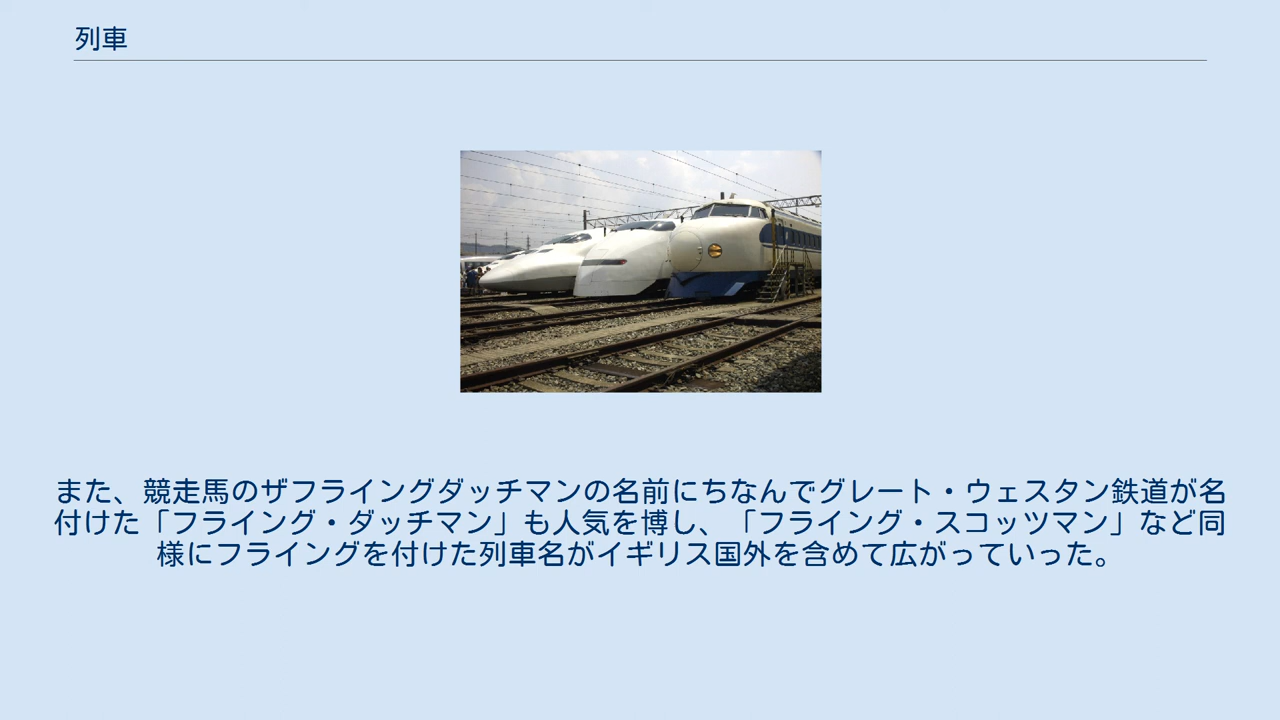 列車
また、競走馬のザフライングダッチマンの名前にちなんでグレート・ウェスタン鉄道が名
付けた「フライング・ダッチマン」も人気を博し、「フライング・スコッツマン」など同
様にフライングを付けた列車名がイギリス国外を含めて広がっていった。